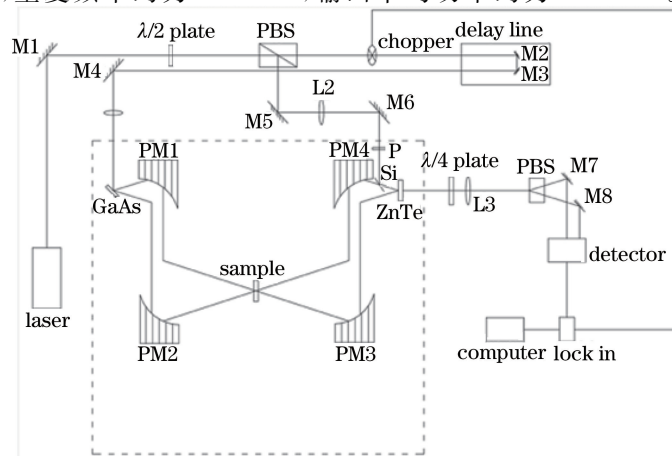 λ/2 plate
PBS
M1
chopper
delay line
M2
M3
M4
L2
M5
M6
PM1
PM4
P
Si
λ/4 plate
PBS
M7
M8
GaAs
ZnTe
L3
sample
detector
laser
PM2
PM3
computer
lock in